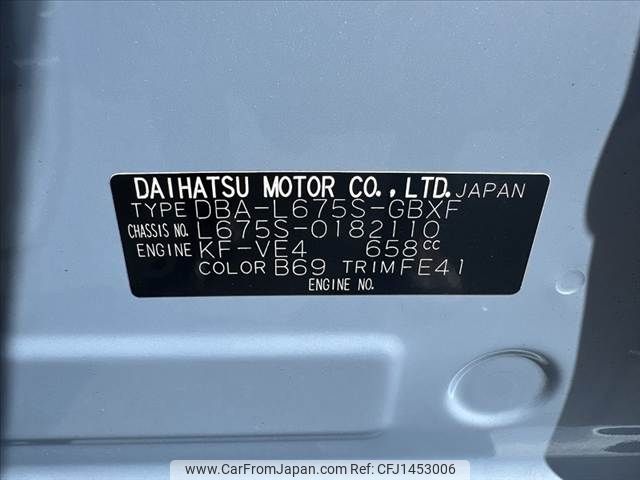 DAIHATSU MOTOR CO., LTD. JAPAN
TYPE DBA-L675S-GBXF
CHASSIS NO. L675S-0182110
ENGINE KF-VE4 658cc
COLOR B69 TRIM FE41
ENGINE NO.
www.CarFromJapan.com - CFJ1453006